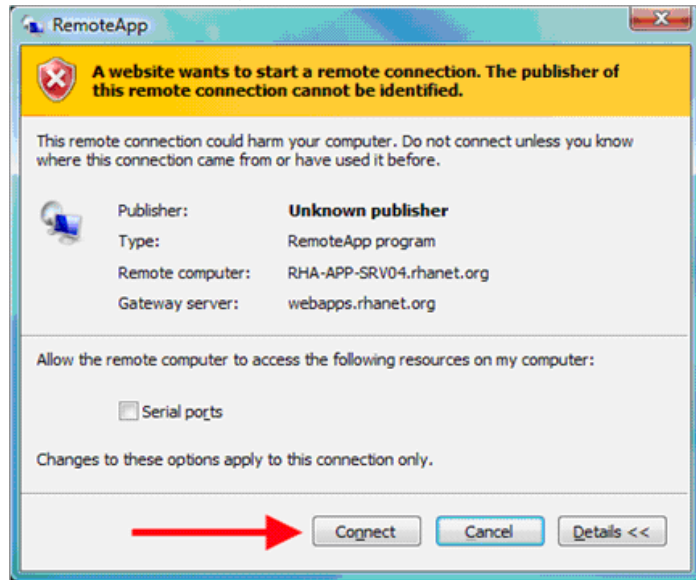 RemoteApp
A website wants to start a remote connection. The publisher of
this remote connection cannot be identified.
This remote connection could harm your computer. Do not connect unless you know
where this connection came from or have used it before.
Publisher: Unknown publisher
Type: RemoteApp program
Remote computer: RHA-APP-SRV04.rhanet.org
Gateway server: webapps.rhanet.org
Allow the remote computer to access the following resources on my computer:
Serial ports
Changes to these options apply to this connection only.
Connect Cancel Details <<